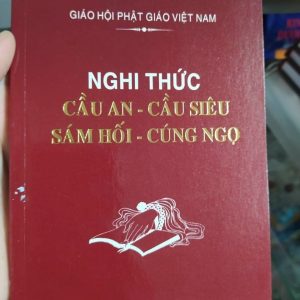 GIÁO HỘI PHẬT GIÁO VIỆT NAM
NGHI THỨC
CẦU AN - CẦU SIÊU
SÁM HỐI - CÚNG NGỌ